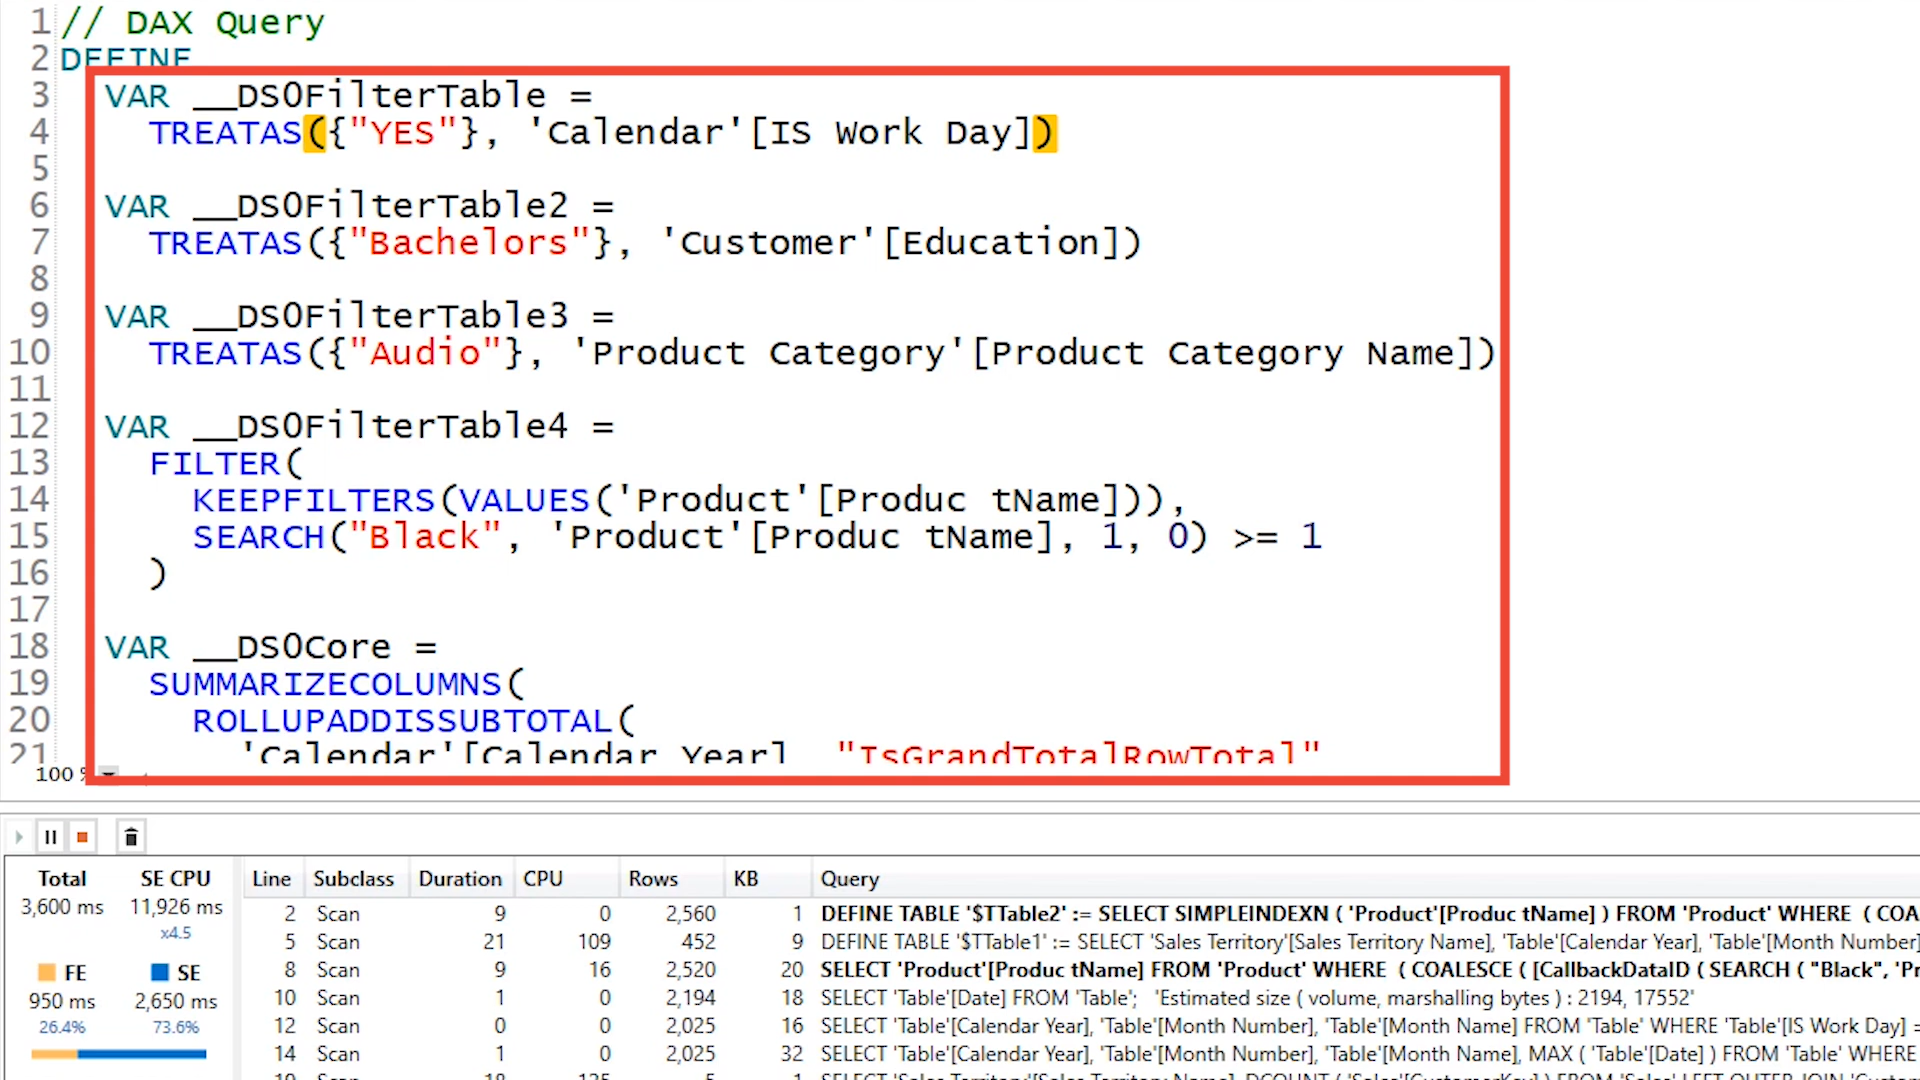 1 // DAX Query
2 DEFINE
3 VAR __DS0FilterTable =
4 TREATAS({"YES"}, 'Calendar'[IS Work Day])
5
6 VAR __DS0FilterTable2 =
7 TREATAS({"Bachelors"}, 'Customer'[Education])
8
9 VAR __DS0FilterTable3 =
10 TREATAS({"Audio"}, 'Product Category'[Product Category Name])
11
12 VAR __DS0FilterTable4 =
13 FILTER(
14 KEEPFILTERS(VALUES('Product'[Produc tName])),
15 SEARCH("Black", 'Product'[Produc tName], 1, 0) >= 1
16 )
17
18 VAR __DS0Core =
19 SUMMARIZECOLUMNS(
20 ROLLUPADDISSUBTOTAL(
21 'Calendar'[Calendar Year] "IsGrandTotalRowTotal"
100 %
Total SE CPU Line Subclass Duration CPU Rows KB Query
3,600 ms 11,926 ms
x4.5
FE SE
950 ms 2,650 ms
26.4% 73.6%
2 Scan 9 0 2,560 1 DEFINE TABLE '$TTable2' := SELECT SIMPLEINDEXN ( 'Product'[Produc tName] ) FROM 'Product' WHERE ( COA
5 Scan 21 109 452 9 DEFINE TABLE '$TTable1' := SELECT 'Sales Territory'[Sales Territory Name], 'Table'[Calendar Year], 'Table'[Month Number]
8 Scan 9 16 2,520 20 SELECT 'Product'[Produc tName] FROM 'Product' WHERE ( COALESCE ( [CallbackDataID ( SEARCH ( "Black", 'Pr
10 Scan 1 0 2,194 18 SELECT 'Table'[Date] FROM 'Table'; 'Estimated size ( volume, marshalling bytes ) : 2194, 17552'
12 Scan 0 0 2,025 16 SELECT 'Table'[Calendar Year], 'Table'[Month Number], 'Table'[Month Name] FROM 'Table' WHERE 'Table'[IS Work Day] =
14 Scan 1 0 2,025 32 SELECT 'Table'[Calendar Year], 'Table'[Month Number], 'Table'[Month Name], MAX ( 'Table'[Date] ) FROM 'Table' WHERE